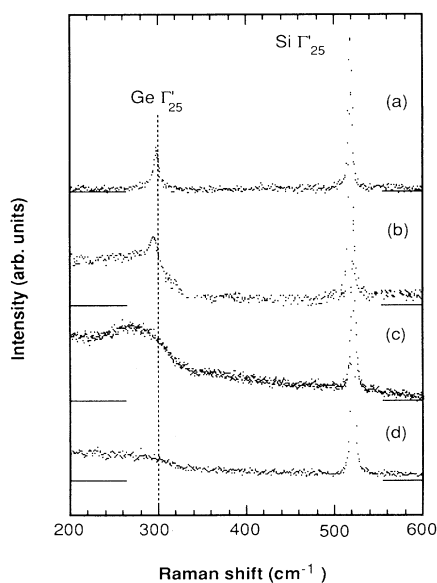 Si Γ'25
Ge Γ'25
(a)
(b)
(c)
(d)
Intensity (arb. units)
200 300 400 500 600
Raman shift (cm-1 )